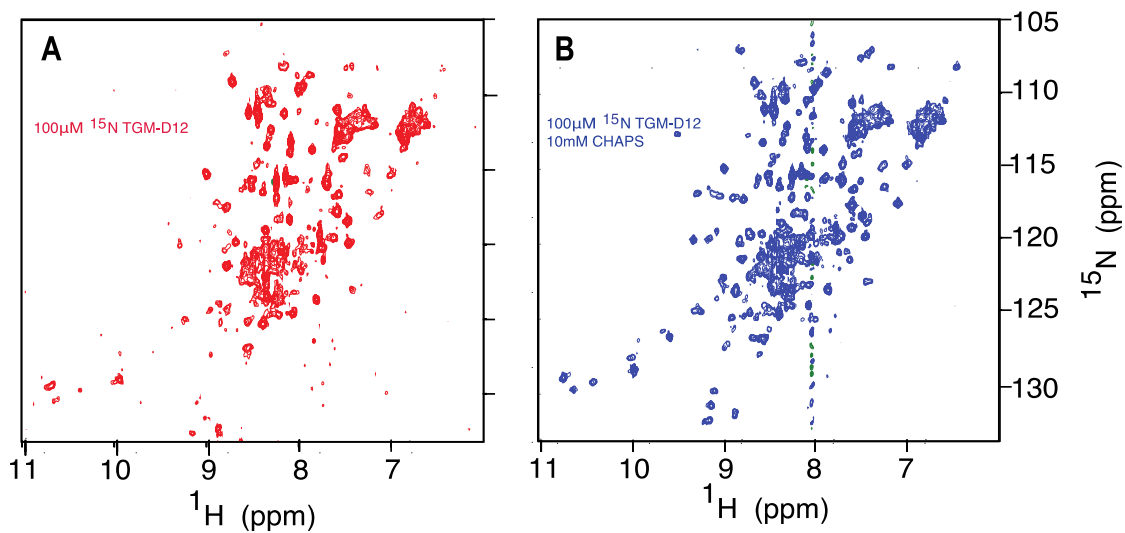 A
B
100µM 15N TGM-D12
100µM 15N TGM-D12
10mM CHAPS
105
110
115
120
125
130
15N (ppm)
11 10 9 8 7
11 10 9 8 7
1H (ppm)
1H (ppm)